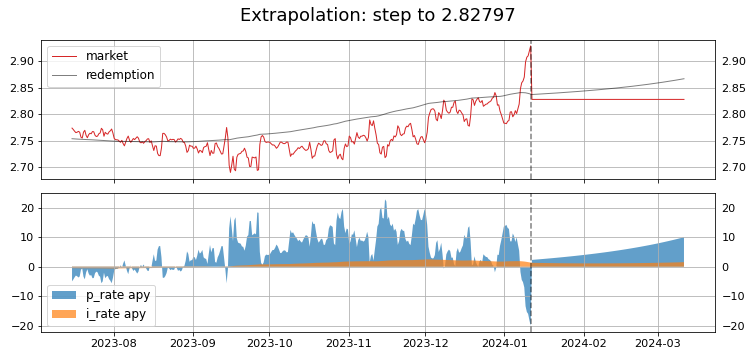 Extrapolation: step to 2.82797
market
redemption
2.90 2.90
2.85 2.85
2.80 2.80
2.75 2.75
2.70 2.70
20 20
10 10
0 0
−10 −10
−20 −20
p_rate apy
i_rate apy
2023-08 2023-09 2023-10 2023-11 2023-12 2024-01 2024-02 2024-03